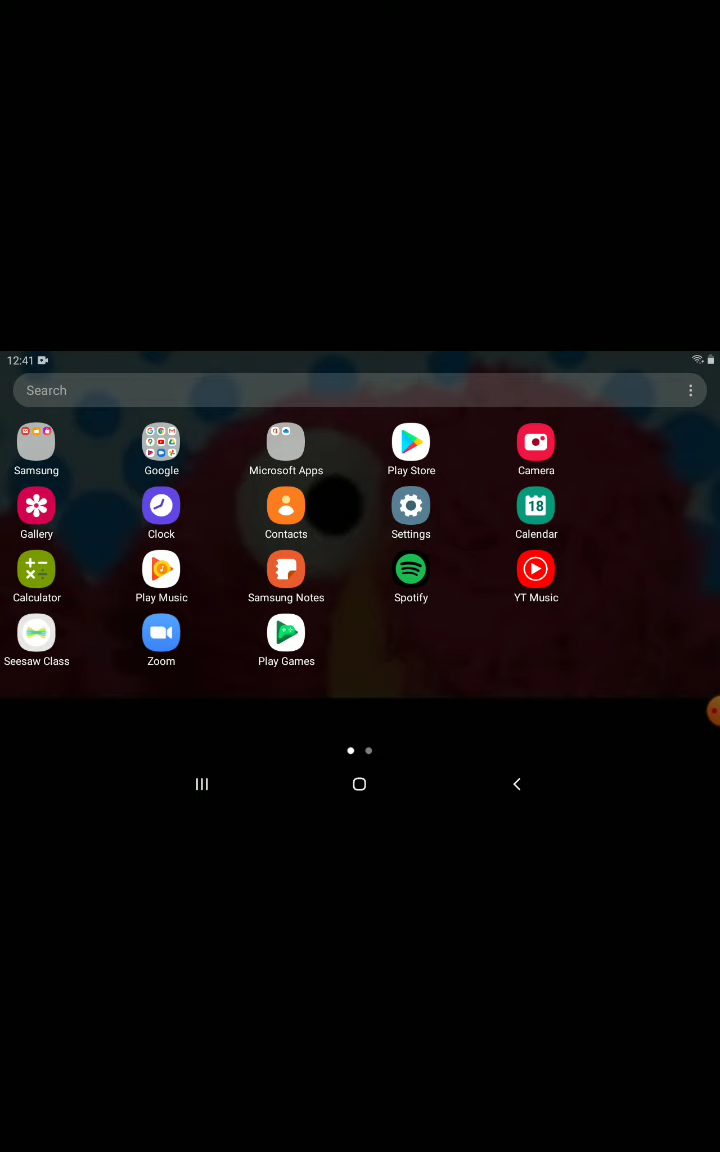 12:41
Search
Samsung Google Microsoft Apps Play Store Camera
Gallery Clock Contacts Settings Calendar
18
Calculator Play Music Samsung Notes Spotify YT Music
Seesaw Class Zoom Play Games